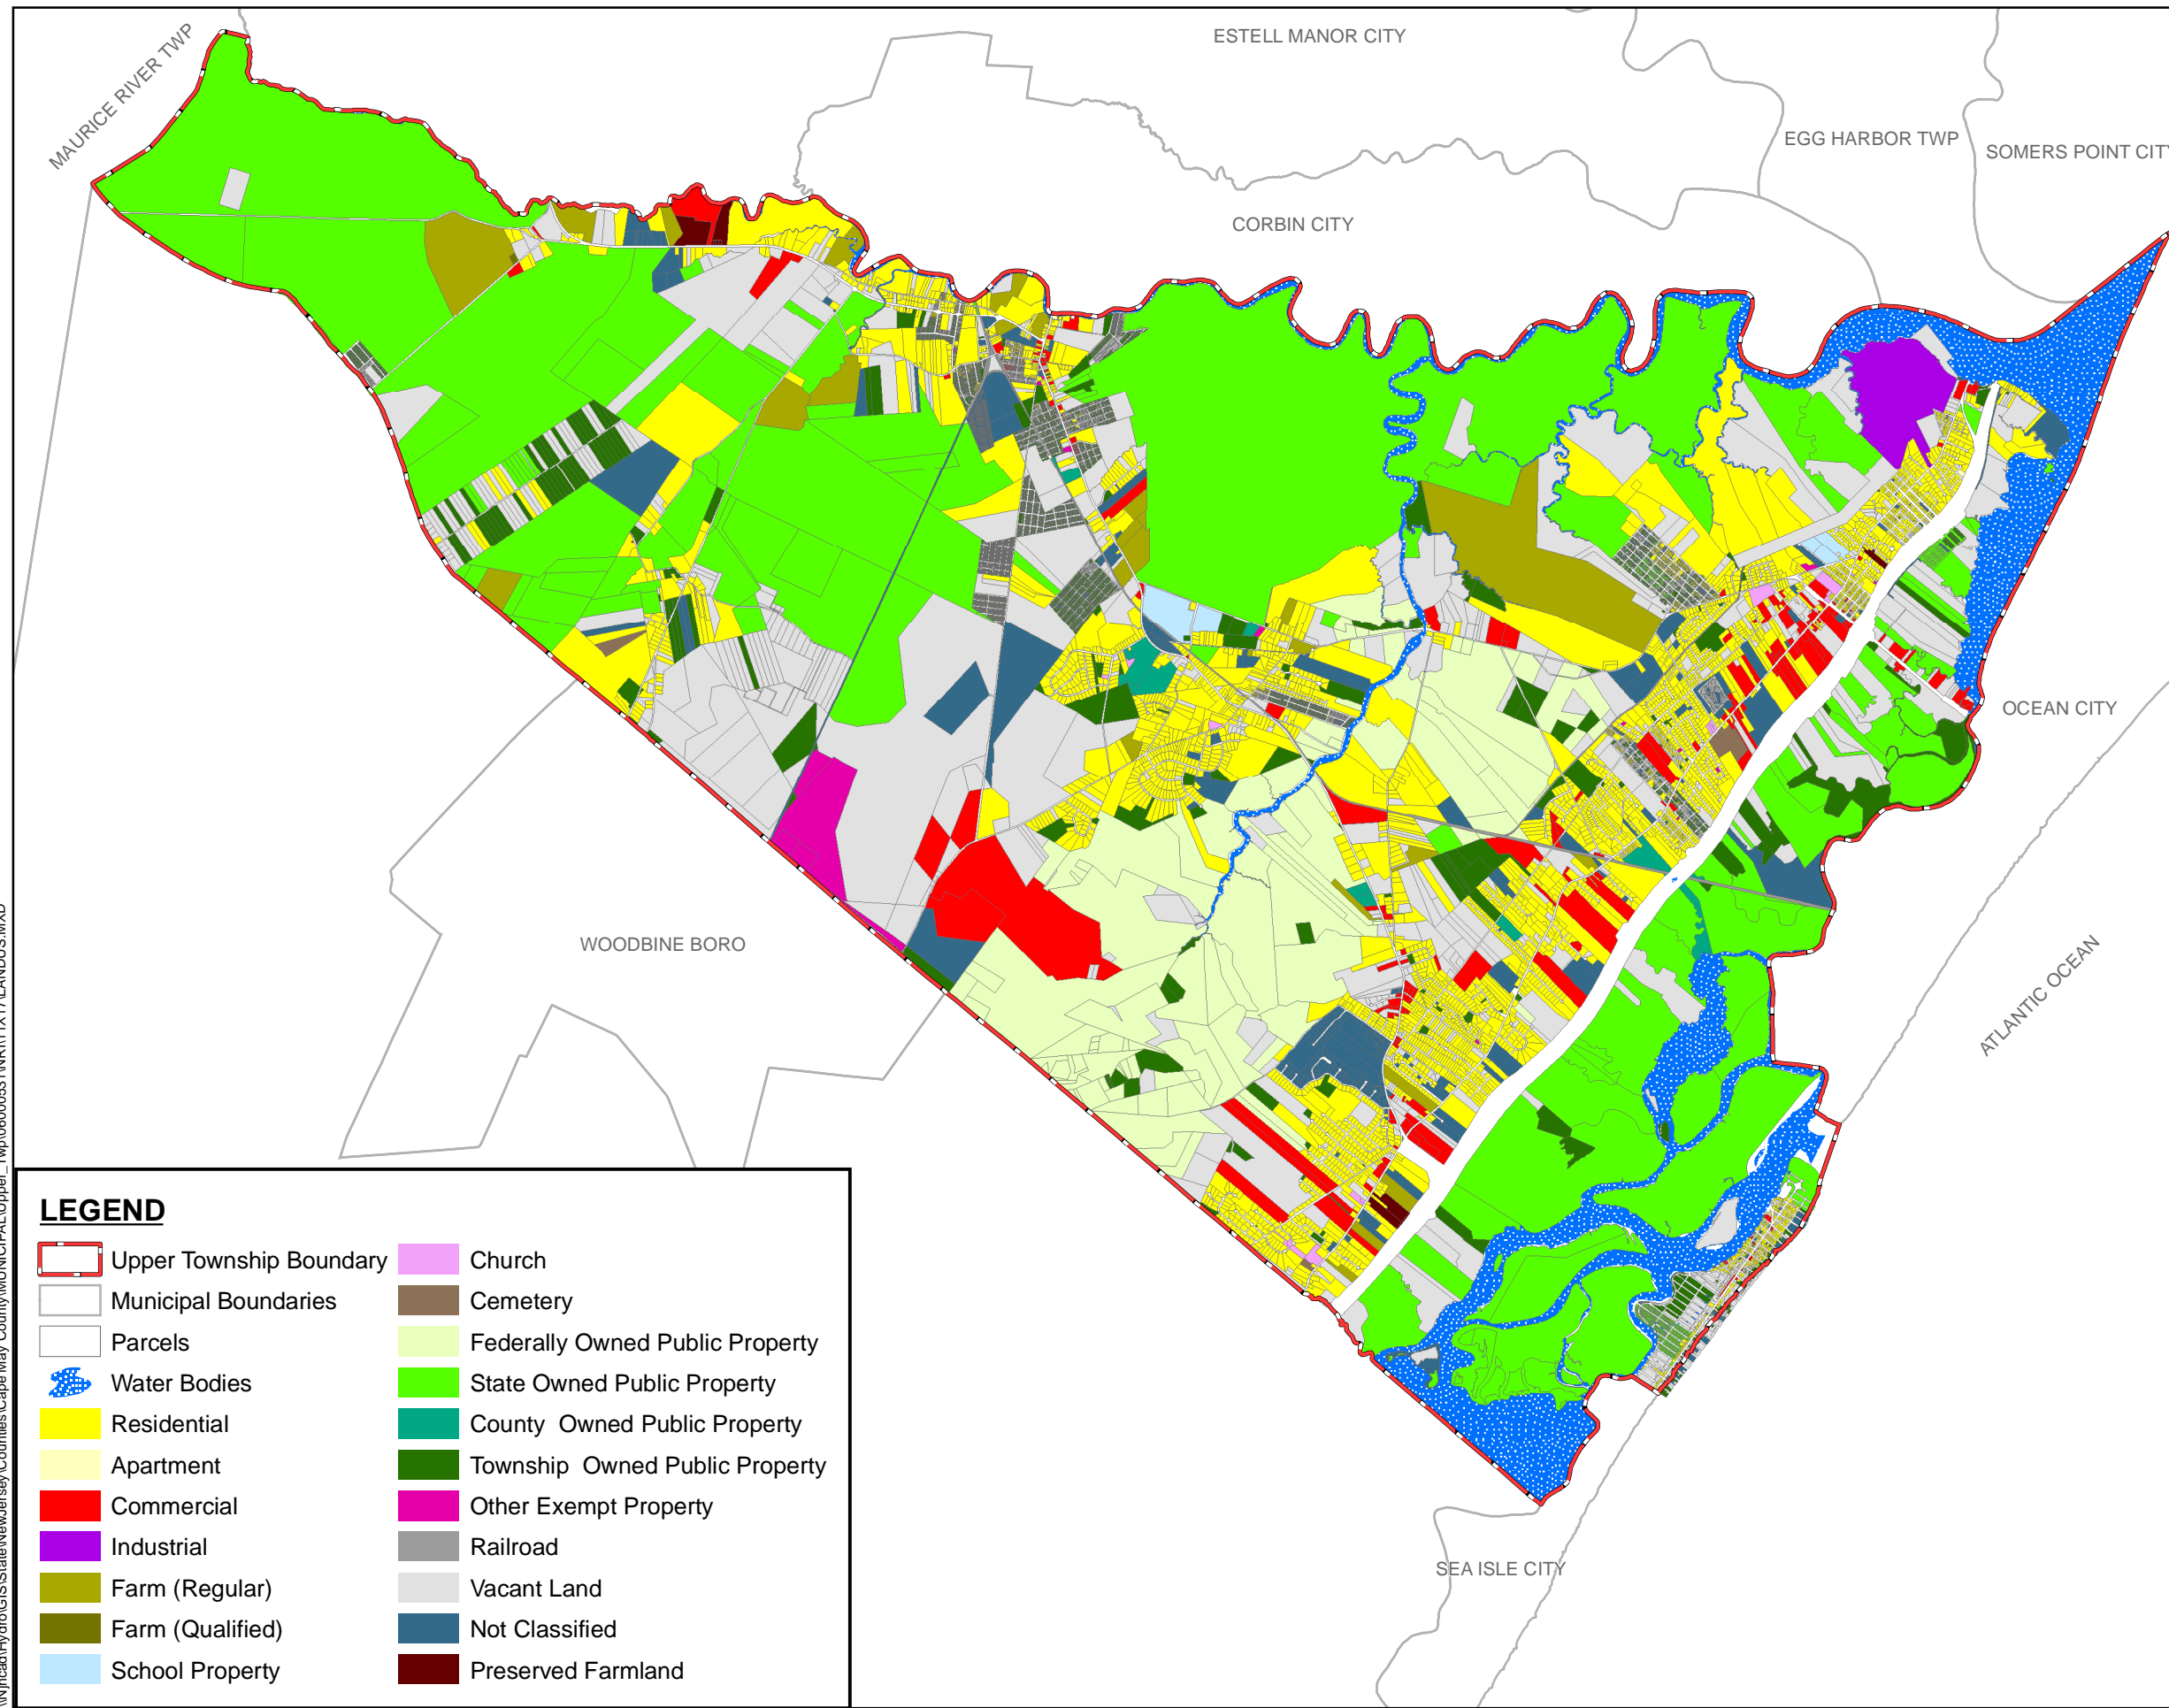 ESTELL MANOR CITY
MAURICE RIVER TWP
EGG HARBOR TWP
SOMERS POINT CITY
CORBIN CITY
OCEAN CITY
WOODBINE BORO
ATLANTIC OCEAN
SEA ISLE CITY
LEGEND
Upper Township Boundary
Municipal Boundaries
Parcels
Water Bodies
Residential
Apartment
Commercial
Industrial
Farm (Regular)
Farm (Qualified)
School Property
Church
Cemetery
Federally Owned Public Property
State Owned Public Property
County Owned Public Property
Township Owned Public Property
Other Exempt Property
Railroad
Vacant Land
Not Classified
Preserved Farmland